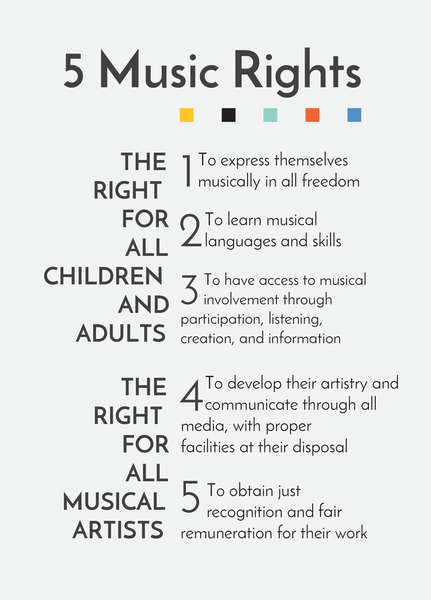 5 Music Rights
THE
RIGHT
FOR
ALL
CHILDREN
AND
ADULTS
1 To express themselves
musically in all freedom
2 To learn musical
languages and skills
3 To have access to musical
involvement through
participation, listening,
creation, and information
THE
RIGHT
FOR
ALL
MUSICAL
ARTISTS
4 To develop their artistry and
communicate through all
media, with proper
facilities at their disposal
5 To obtain just
recognition and fair
remuneration for their work